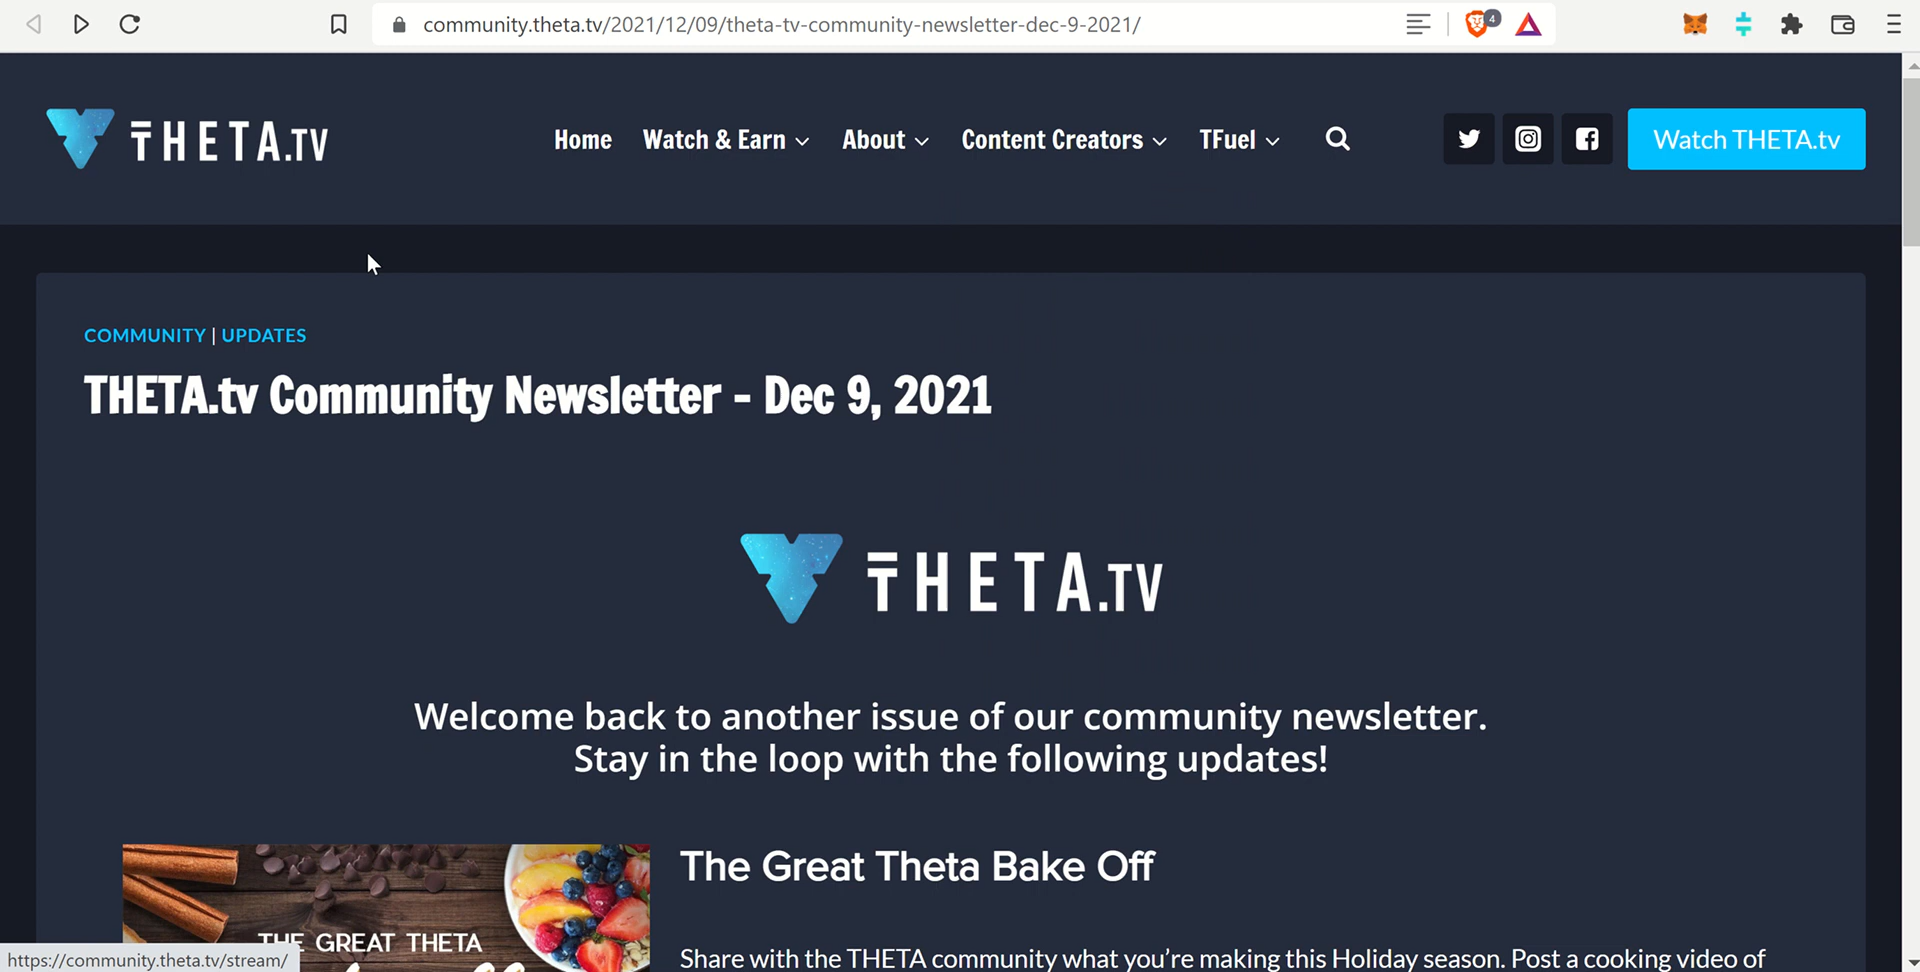 community.theta.tv/2021/12/09/theta-tv-community-newsletter-dec-9-2021/
4
THETA.TV
Home
Watch & Earn
About
Content Creators
TFuel
Watch THETA.tv
COMMUNITY | UPDATES
THETA.tv Community Newsletter - Dec 9, 2021
THETA.TV
Welcome back to another issue of our community newsletter.
Stay in the loop with the following updates!
The Great Theta Bake Off
THE GREAT THETA
Share with the THETA community what you're making this Holiday season. Post a cooking video of
https://community.theta.tv/stream/